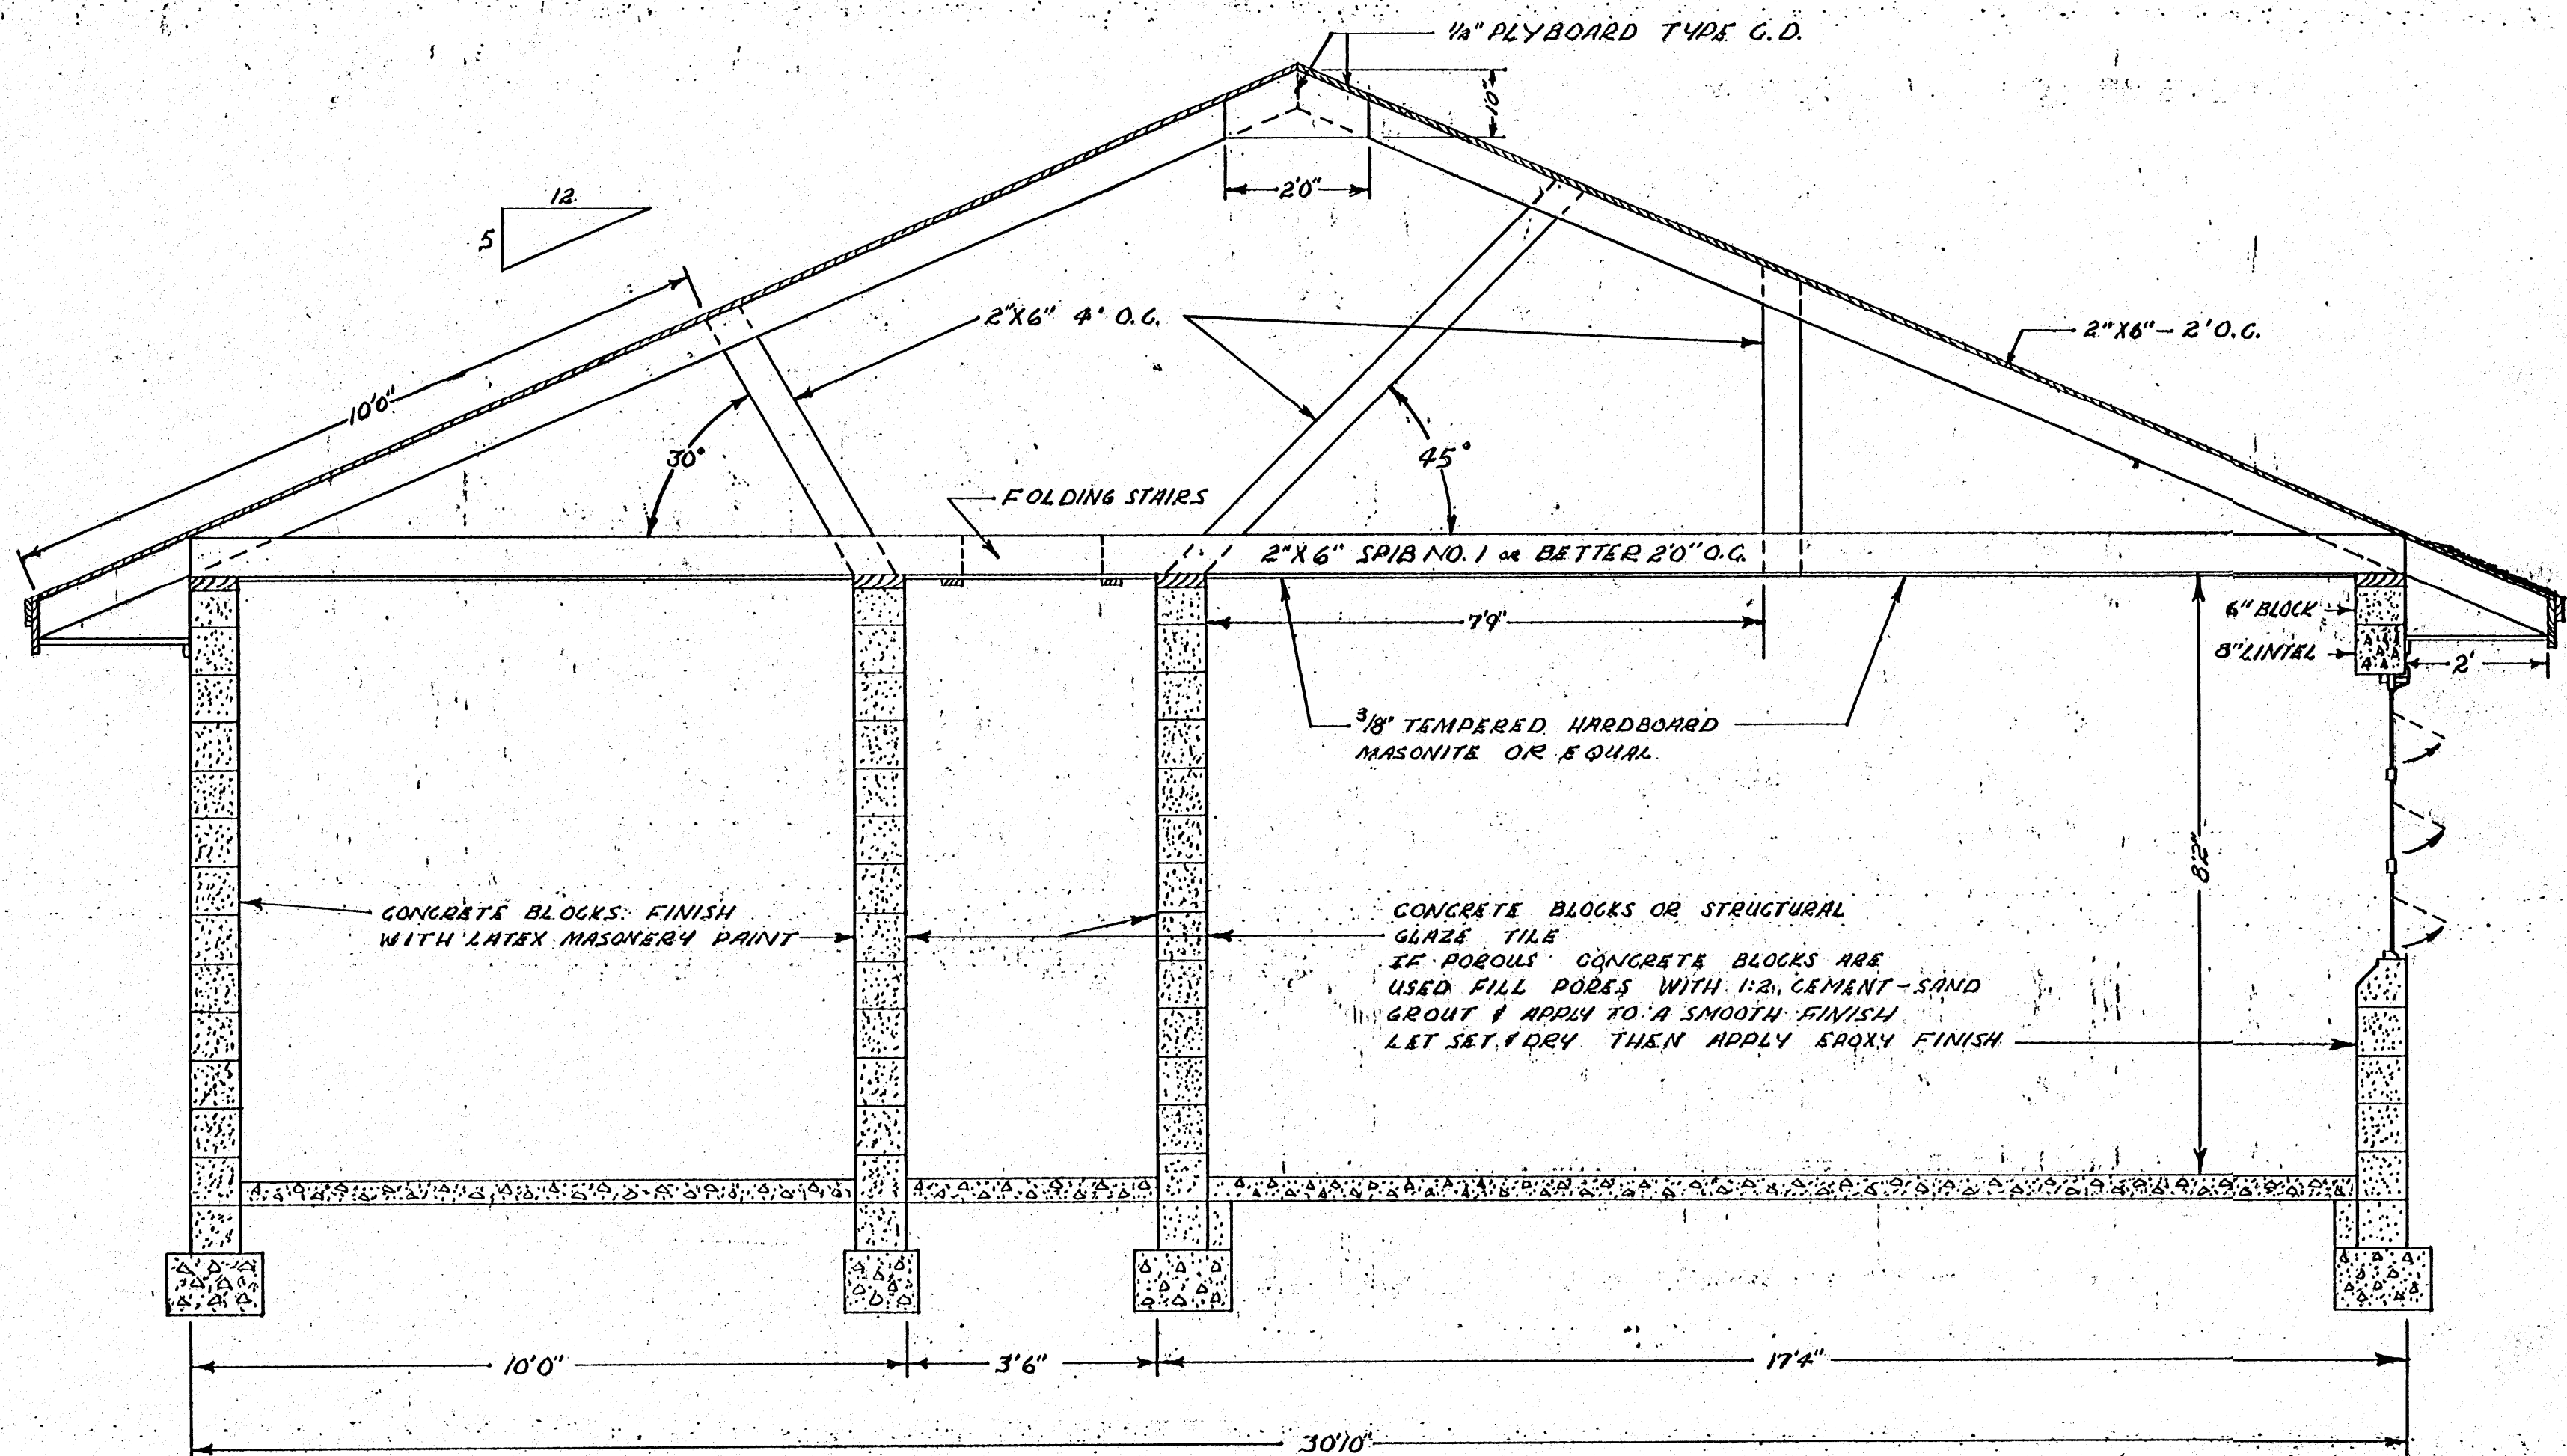 1/2" PLYBOARD TYPE C.D.
10"
2'0"
12
5
2"X6" 4' O.C.
2"X6"- 2' O.C.
10'0"
30°
45°
FOLDING STAIRS
2"X6" SPIB NO. 1 or BETTER 2'0" O.C.
7'9"
6" BLOCK
8" LINTEL
2'
3/8" TEMPERED HARDBOARD
MASONITE OR EQUAL
8'2"
CONCRETE BLOCKS. FINISH
WITH LATEX MASONERY PAINT
CONCRETE BLOCKS OR STRUCTURAL
GLAZE TILE
IF POROUS CONCRETE BLOCKS ARE
USED FILL PORES WITH 1:2, CEMENT-SAND
GROUT & APPLY TO A SMOOTH FINISH
LET SET & DRY THEN APPLY EPOXY FINISH
10'0"
3'6"
17'4"
30'10"